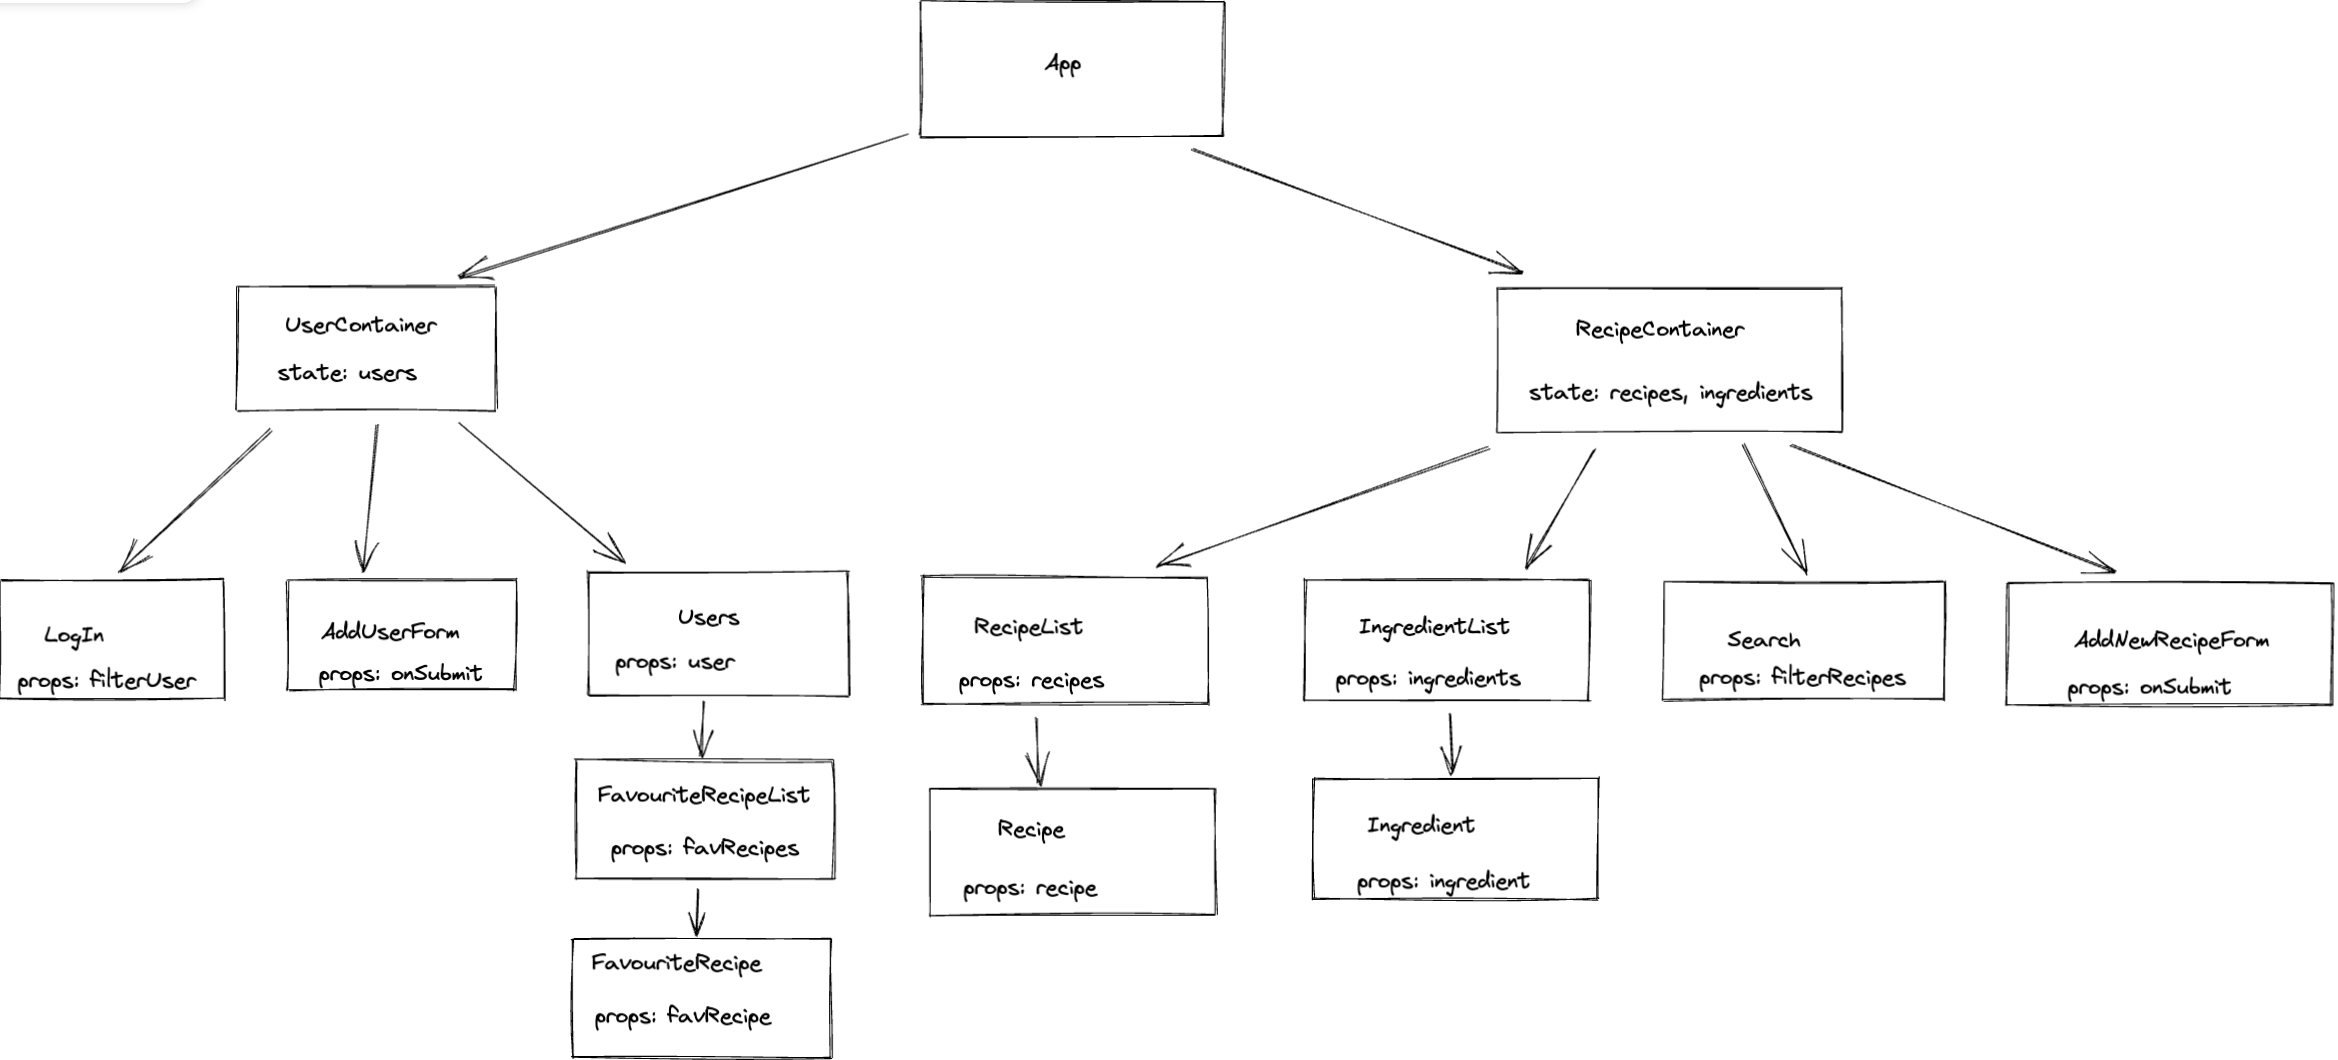 App
UserContainer
state: users
RecipeContainer
state: recipes, ingredients
LogIn
props: filterUser
AddUserForm
props: onSubmit
Users
props: user
RecipeList
props: recipes
IngredientList
props: ingredients
Search
props: filterRecipes
AddNewRecipeForm
props: onSubmit
FavouriteRecipeList
props: favRecipes
Recipe
props: recipe
Ingredient
props: ingredient
FavouriteRecipe
props: favRecipe